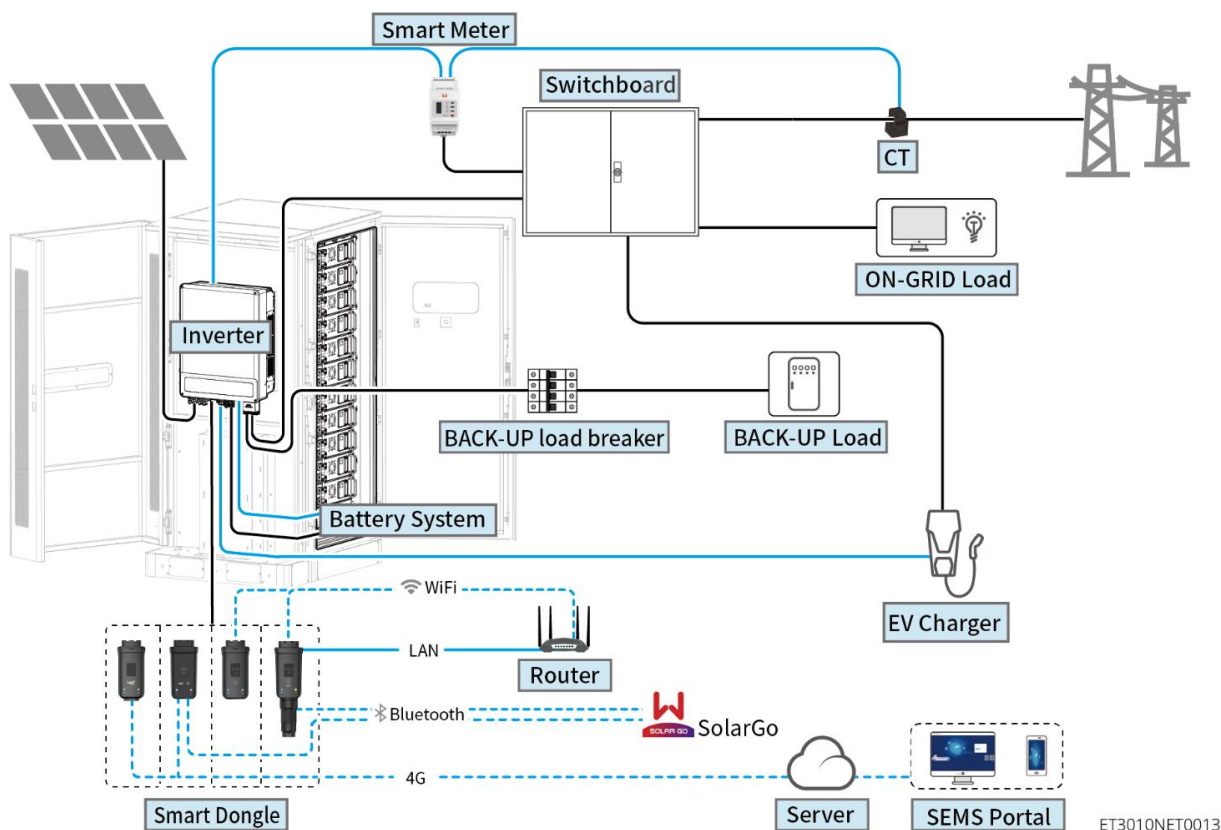 Smart Meter
Switchboard
CT
ON-GRID Load
Inverter
BACK-UP load breaker
BACK-UP Load
Battery System
WiFi
EV Charger
LAN
Router
Bluetooth
SOLAR GO
SolarGo
4G
Smart Dongle
Server
SEMS Portal
ET3010NET0013